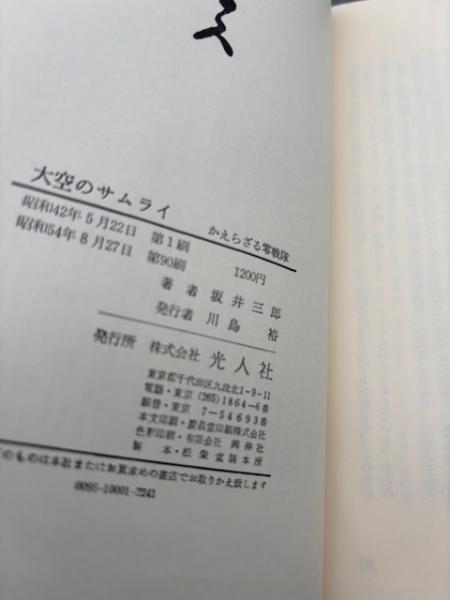 大空のサムライ かえらざる零戦隊
昭和42年5月22日 第1刷
昭和54年8月27日 第90刷 1200円
著者 坂井三郎
発行者 川島 裕
発行所 株式会社 光人社
東京都千代田区九段北1-9-11
電話・東京(265)1864-6番
振替・東京 7-54693番
本文印刷・慶昌堂印刷株式会社
色彩印刷・有限会社 興伸社
製 本・松栄堂製本所
のものは本社またはお買求めの書店でお取りかえ致します
0095-10001-2241